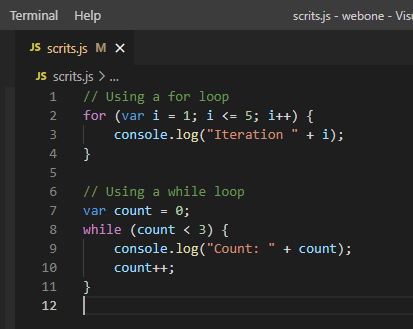 Terminal Help scrits.js - webone - Vis
JS scrits.js M ×
JS scrits.js > ...
1 // Using a for loop
2 for (var i = 1; i <= 5; i++) {
3     console.log("Iteration " + i);
4 }
5
6 // Using a while loop
7 var count = 0;
8 while (count < 3) {
9     console.log("Count: " + count);
10     count++;
11 }
12